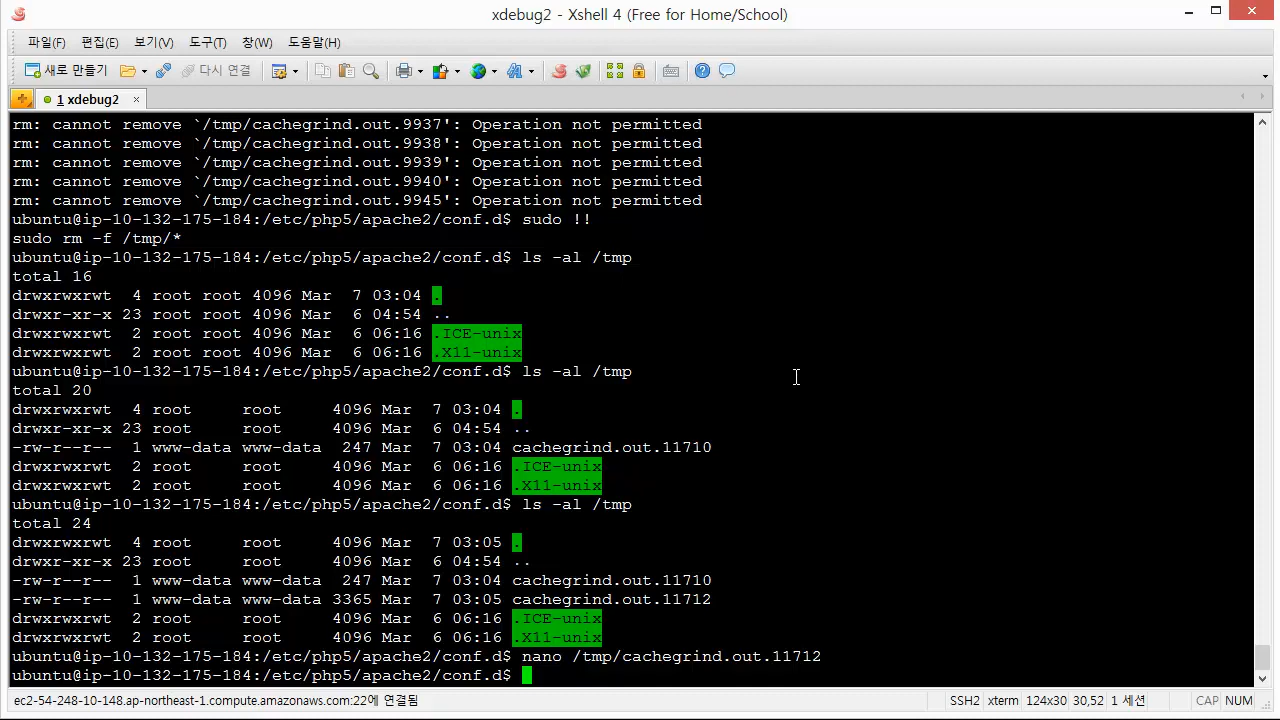 xdebug2 - Xshell 4 (Free for Home/School)
파일(F) 편집(E) 보기(V) 도구(T) 창(W) 도움말(H)
새로 만들기 다시 연결
1 xdebug2
rm: cannot remove `/tmp/cachegrind.out.9937': Operation not permitted
rm: cannot remove `/tmp/cachegrind.out.9938': Operation not permitted
rm: cannot remove `/tmp/cachegrind.out.9939': Operation not permitted
rm: cannot remove `/tmp/cachegrind.out.9940': Operation not permitted
rm: cannot remove `/tmp/cachegrind.out.9945': Operation not permitted
ubuntu@ip-10-132-175-184:/etc/php5/apache2/conf.d$ sudo !!
sudo rm -f /tmp/*
ubuntu@ip-10-132-175-184:/etc/php5/apache2/conf.d$ ls -al /tmp
total 16
drwxrwxrwt  4 root root 4096 Mar  7 03:04 .
drwxr-xr-x 23 root root 4096 Mar  6 04:54 ..
drwxrwxrwt  2 root root 4096 Mar  6 06:16 .ICE-unix
drwxrwxrwt  2 root root 4096 Mar  6 06:16 .X11-unix
ubuntu@ip-10-132-175-184:/etc/php5/apache2/conf.d$ ls -al /tmp
total 20
drwxrwxrwt  4 root     root     4096 Mar  7 03:04 .
drwxr-xr-x 23 root     root     4096 Mar  6 04:54 ..
-rw-r--r--  1 www-data www-data  247 Mar  7 03:04 cachegrind.out.11710
drwxrwxrwt  2 root     root     4096 Mar  6 06:16 .ICE-unix
drwxrwxrwt  2 root     root     4096 Mar  6 06:16 .X11-unix
ubuntu@ip-10-132-175-184:/etc/php5/apache2/conf.d$ ls -al /tmp
total 24
drwxrwxrwt  4 root     root     4096 Mar  7 03:05 .
drwxr-xr-x 23 root     root     4096 Mar  6 04:54 ..
-rw-r--r--  1 www-data www-data  247 Mar  7 03:04 cachegrind.out.11710
-rw-r--r--  1 www-data www-data 3365 Mar  7 03:05 cachegrind.out.11712
drwxrwxrwt  2 root     root     4096 Mar  6 06:16 .ICE-unix
drwxrwxrwt  2 root     root     4096 Mar  6 06:16 .X11-unix
ubuntu@ip-10-132-175-184:/etc/php5/apache2/conf.d$ nano /tmp/cachegrind.out.11712
ubuntu@ip-10-132-175-184:/etc/php5/apache2/conf.d$
ec2-54-248-10-148.ap-northeast-1.compute.amazonaws.com:22에 연결됨 SSH2 xterm 124x30 30,52 1 세션 CAP NUM